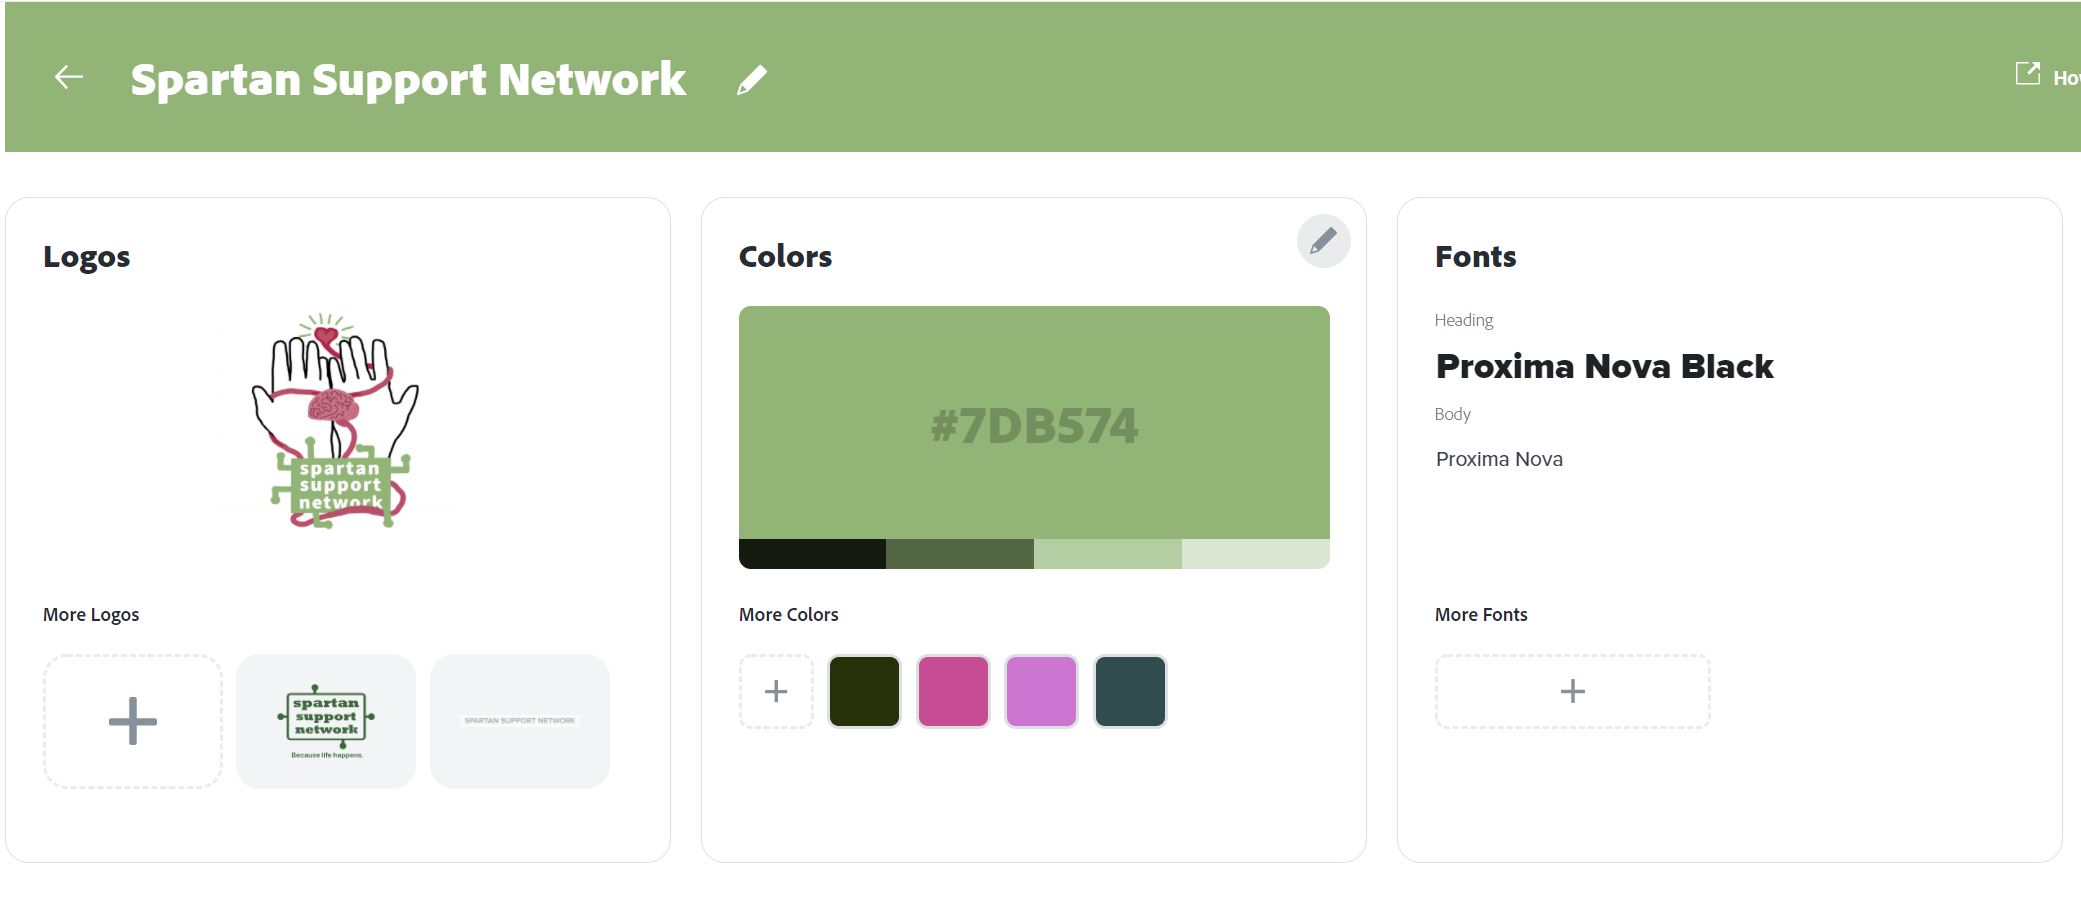 Spartan Support Network
Logos
spartan
support
network
More Logos
spartan
support
network
Because life happens.
SPARTAN SUPPORT NETWORK
Colors
#7DB574
More Colors
Fonts
Heading
Proxima Nova Black
Body
Proxima Nova
More Fonts